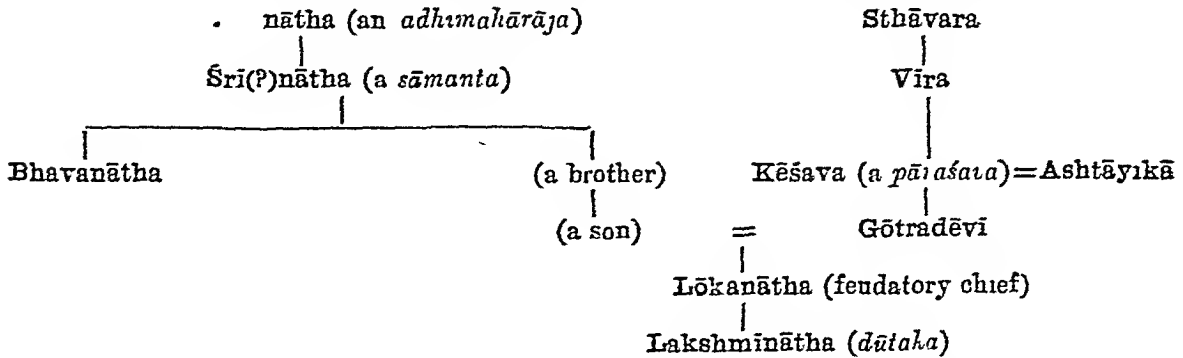 . nātha (an adhımahārāja) Sthāvara
Śrī(?)nātha (a sāmanta) Vīra
Bhavanātha (a brother) Kēśava (a pāıaśaıa)=Ashtāyıkā
(a son) = Gōtradēvī
Lōkanātha (feudatory chıef)
Lakshmīnātha (dūtaka)